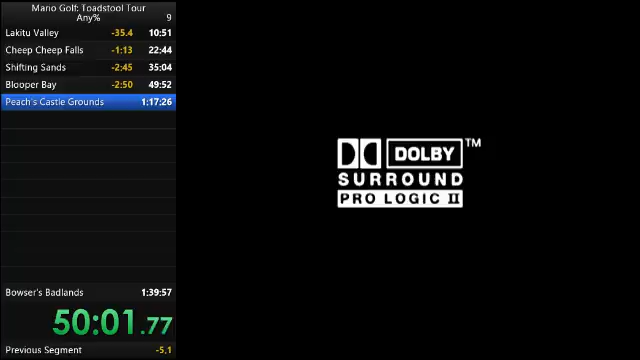 Mario Golf: Toadstool Tour
Any% 9
Lakitu Valley -35.4 10:51
Cheep Cheep Falls -1:13 22:44
Shifting Sands -2:45 35:04
Blooper Bay -2:50 49:52
Peach's Castle Grounds 1:17:26
Bowser's Badlands 1:39:57
50:01.77
Previous Segment -5.1
DOLBY™
SURROUND
PRO LOGIC II